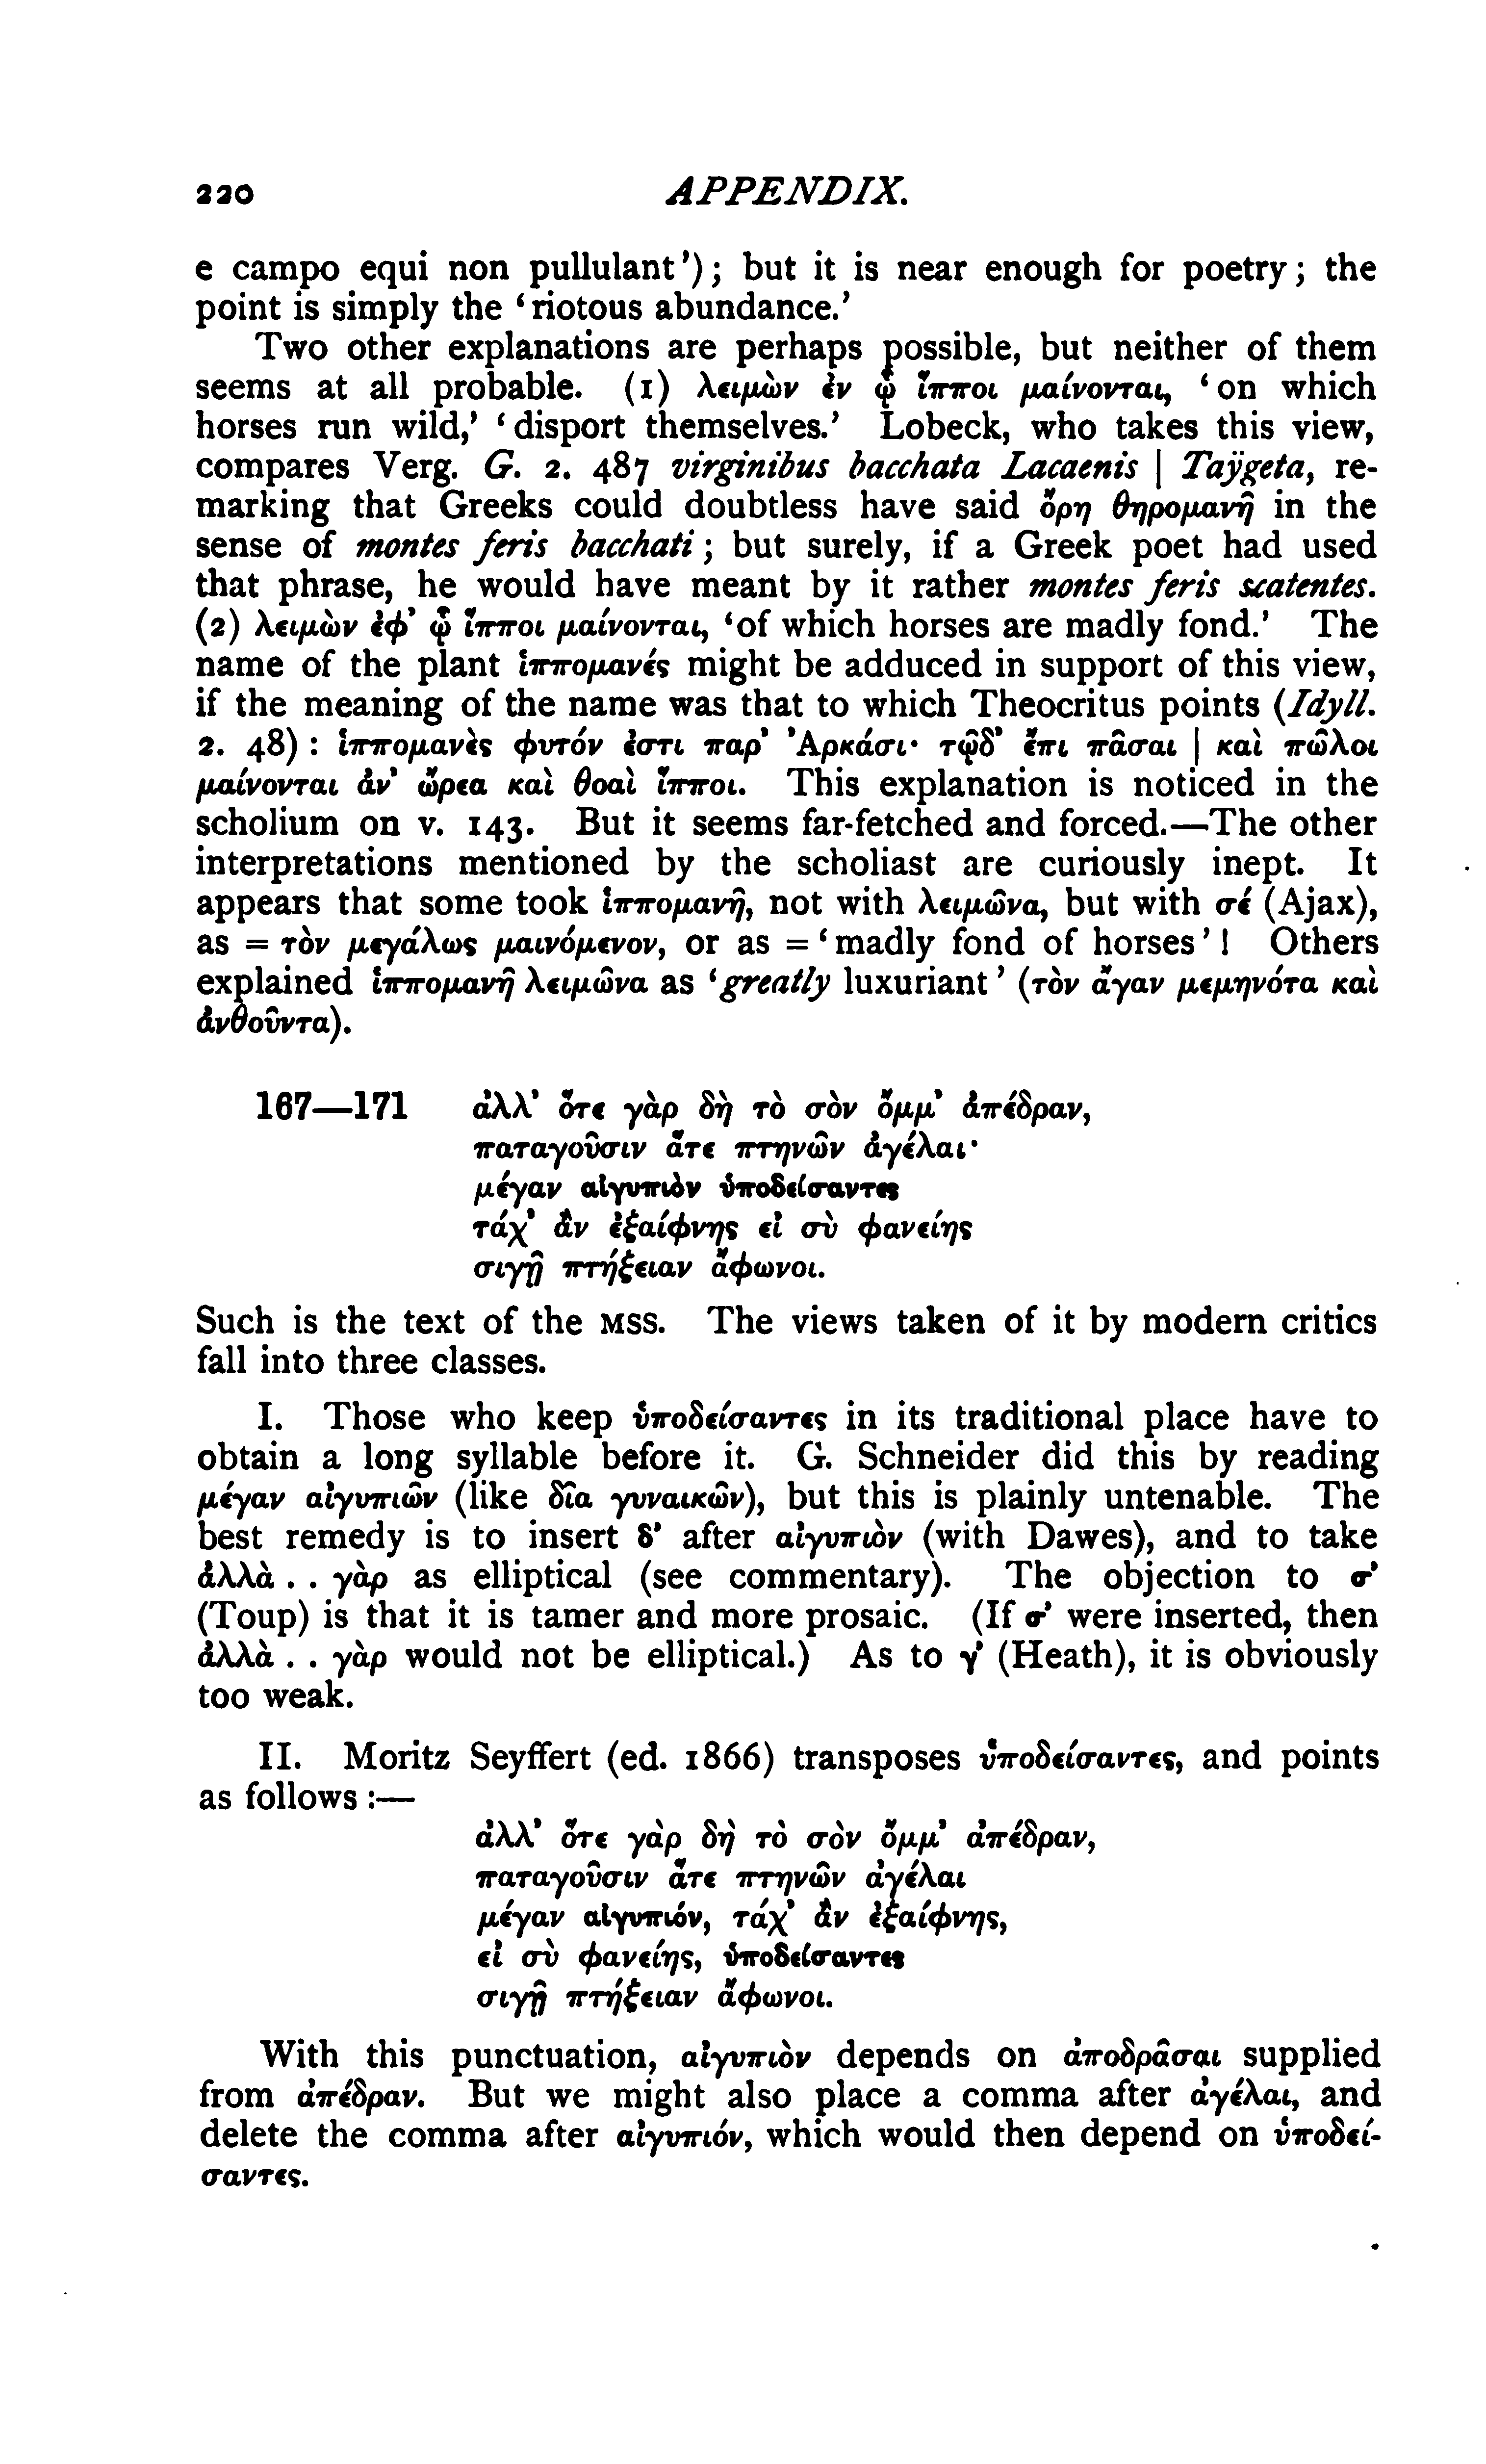 220 APPENDIX.
e campo equi non pullulant’); but it is near enough for poetry; the
point is simply the ‘riotous abundance.’
Two other explanations are perhaps possible, but neither of them
seems at all probable. (1) λειμὼν ἐν ᾧ ἵπποι μαίνονται, ‘on which
horses run wild,’ ‘disport themselves.’ Lobeck, who takes this view,
compares Verg. G. 2. 487 virginibus bacchata Lacaenis | Taÿgeta, re-
marking that Greeks could doubtless have said ὄρη θηρομανῆ in the
sense of montes feris bacchati; but surely, if a Greek poet had used
that phrase, he would have meant by it rather montes feris scatentes.
(2) λειμὼν ἐφ’ ᾧ ἵπποι μαίνονται, ‘of which horses are madly fond.’ The
name of the plant ἱππομανές might be adduced in support of this view,
if the meaning of the name was that to which Theocritus points (Idyll.
2. 48): ἱππομανὲς φυτόν ἐστι παρ’ Ἀρκάσι· τῷδ’ ἔπι πᾶσαι | καὶ πῶλοι
μαίνονται ἀν’ ὤρεα καὶ θοαὶ ἵπποι. This explanation is noticed in the
scholium on v. 143. But it seems far-fetched and forced.—The other
interpretations mentioned by the scholiast are curiously inept. It
appears that some took ἱππομανῆ, not with λειμῶνα, but with σέ (Ajax),
as = τὸν μεγάλως μαινόμενον, or as = ‘madly fond of horses’! Others
explained ἱππομανῆ λειμῶνα as ‘greatly luxuriant’ (τὸν ἄγαν μεμηνότα καὶ
ἀνθοῦντα).
167—171 ἀλλ’ ὅτε γὰρ δὴ τὸ σὸν ὄμμ’ ἀπέδραν,
παταγοῦσιν ἅτε πτηνῶν ἀγέλαι·
μέγαν αἰγυπιὸν ὑποδείσαντες
τάχ’ ἂν ἐξαίφνης εἰ σὺ φανείης
σιγῇ πτήξειαν ἄφωνοι.
Such is the text of the MSS. The views taken of it by modern critics
fall into three classes.
I. Those who keep ὑποδείσαντες in its traditional place have to
obtain a long syllable before it. G. Schneider did this by reading
μέγαν αἰγυπιῶν (like δῖα γυναικῶν), but this is plainly untenable. The
best remedy is to insert δ’ after αἰγυπιὸν (with Dawes), and to take
ἀλλὰ . . γὰρ as elliptical (see commentary). The objection to σ’
(Toup) is that it is tamer and more prosaic. (If σ’ were inserted, then
ἀλλὰ . . γὰρ would not be elliptical.) As to γ’ (Heath), it is obviously
too weak.
II. Moritz Seyffert (ed. 1866) transposes ὑποδείσαντες, and points
as follows:—
ἀλλ’ ὅτε γὰρ δὴ τὸ σὸν ὄμμ’ ἀπέδραν,
παταγοῦσιν ἅτε πτηνῶν ἀγέλαι
μέγαν αἰγυπιόν, τάχ’ ἂν ἐξαίφνης,
εἰ σὺ φανείης, ὑποδείσαντες
σιγῇ πτήξειαν ἄφωνοι.
With this punctuation, αἰγυπιὸν depends on ἀποδρᾶσαι supplied
from ἀπέδραν. But we might also place a comma after ἀγέλαι, and
delete the comma after αἰγυπιόν, which would then depend on ὑποδεί-
σαντες.